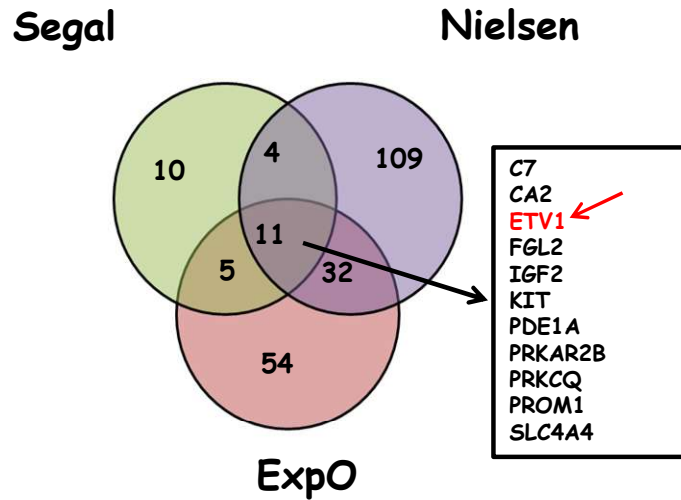 Segal Nielsen
10 4 109
11
5 32
54
ExpO
C7
CA2
ETV1
FGL2
IGF2
KIT
PDE1A
PRKAR2B
PRKCQ
PROM1
SLC4A4